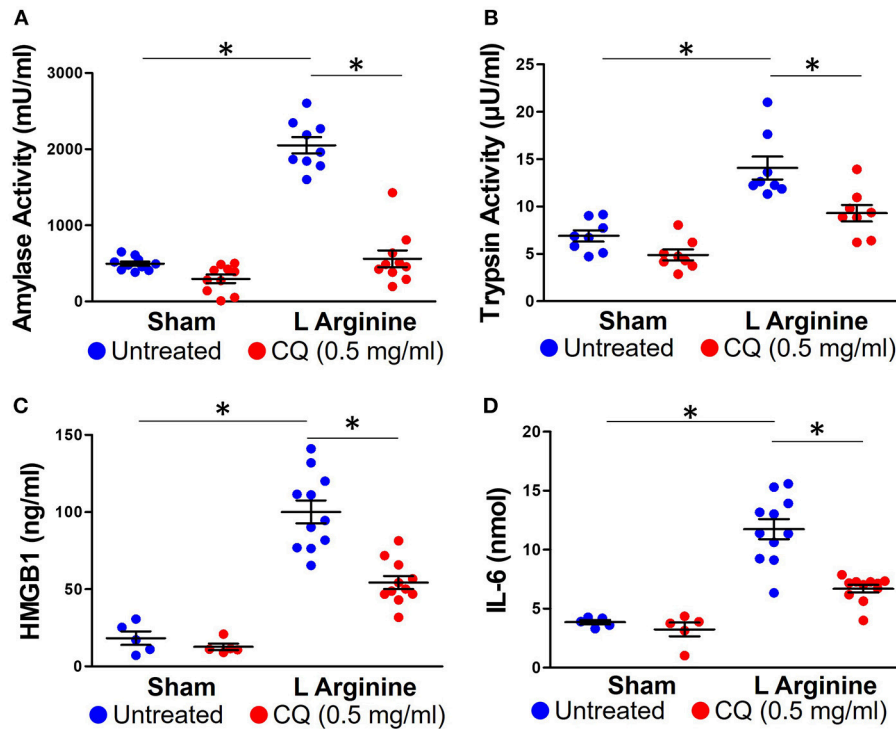 A
*
*
Amylase Activity (mU/ml)
3000
2000
1000
0
Sham
L Arginine
Untreated
CQ (0.5 mg/ml)
B
*
*
Trypsin Activity (µU/ml)
25
20
15
10
5
0
Sham
L Arginine
Untreated
CQ (0.5 mg/ml)
C
*
*
HMGB1 (ng/ml)
150
100
50
0
Sham
L Arginine
Untreated
CQ (0.5 mg/ml)
D
*
*
IL-6 (nmol)
20
15
10
5
0
Sham
L Arginine
Untreated
CQ (0.5 mg/ml)